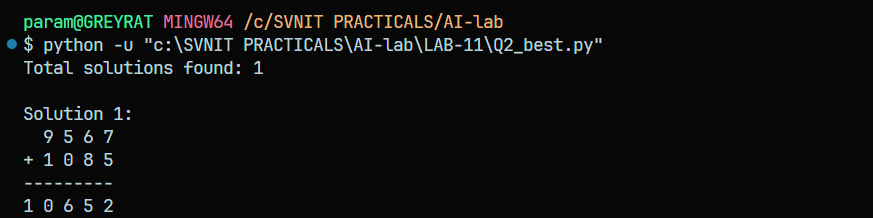 param@GREYRAT MINGW64 /c/SVNIT PRACTICALS/AI-lab
$ python -u "c:\SVNIT PRACTICALS\AI-lab\LAB-11\Q2_best.py"
Total solutions found: 1
Solution 1:
9 5 6 7
+ 1 0 8 5
---------
1 0 6 5 2